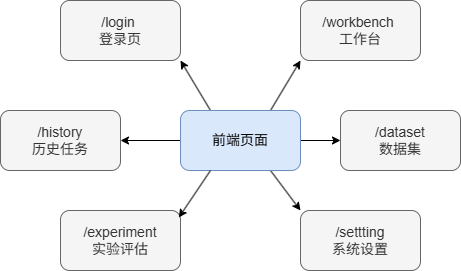 /login
登录页
/workbench
工作台
/history
历史任务
前端页面
/dataset
数据集
/experiment
实验评估
/settting
系统设置